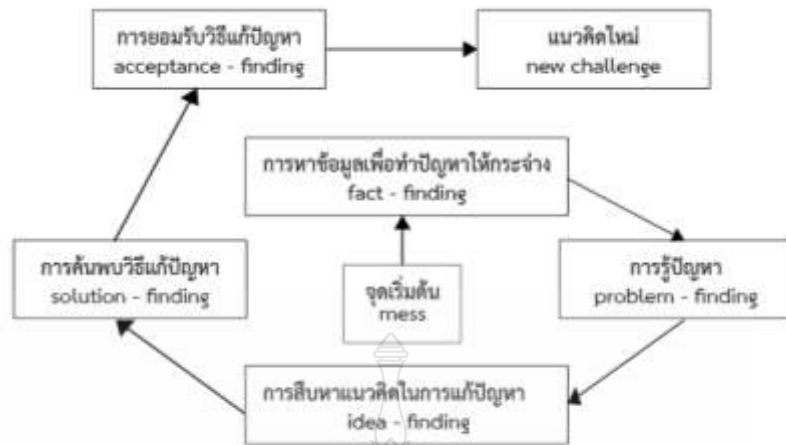 การยอมรับวิธีแก้ปัญหา
acceptance - finding
แนวคิดใหม่
new challenge
การหาข้อมูลเพื่อทำปัญหาให้กระจ่าง
fact - finding
การค้นพบวิธีแก้ปัญหา
solution - finding
จุดเริ่มต้น
mess
การรู้ปัญหา
problem - finding
การสืบหาแนวคิดในการแก้ปัญหา
idea - finding